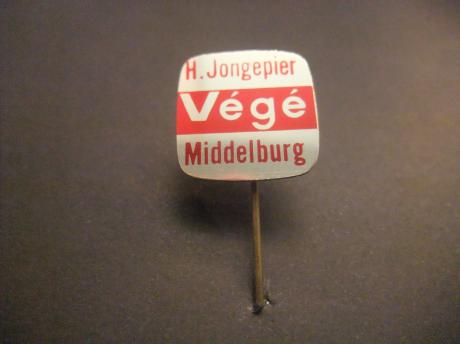 H. Jongepier
Végé
Middelburg